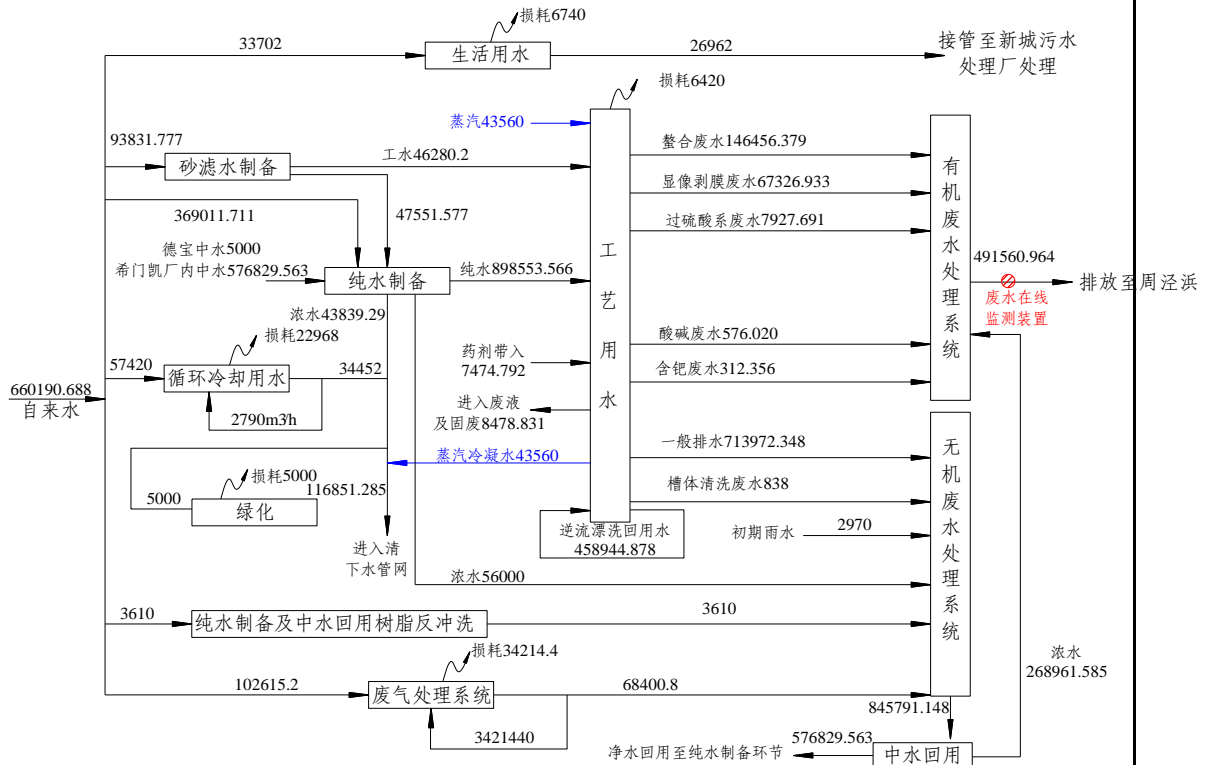 损耗6740
33702
生活用水
26962
接管至新城污水
处理厂处理
损耗6420
蒸汽43560
93831.777
砂滤水制备
工水46280.2
螯合废水146456.379
显像剥膜废水67326.933
过硫酸系废水7927.691
有机废水处理系统
369011.711
47551.577
德宝中水5000
希门凯厂内中水576829.563
纯水制备
纯水898553.566
工艺用水
491560.964
排放至周泾浜
废水在线
监测装置
浓水43839.29
损耗22968
57420
循环冷却用水
34452
2790m3/h
药剂带入
7474.792
酸碱废水576.020
含钯废水312.356
660190.688
自来水
进入废液
及固废8478.831
蒸汽冷凝水43560
一般排水713972.348
槽体清洗废水838
无机废水处理系统
损耗5000
5000
绿化
116851.285
进入清
下水管网
逆流漂洗回用水
458944.878
初期雨水
2970
浓水56000
3610
纯水制备及中水回用树脂反冲洗
3610
损耗34214.4
102615.2
废气处理系统
68400.8
3421440
浓水
268961.585
845791.148
576829.563
净水回用至纯水制备环节
中水回用